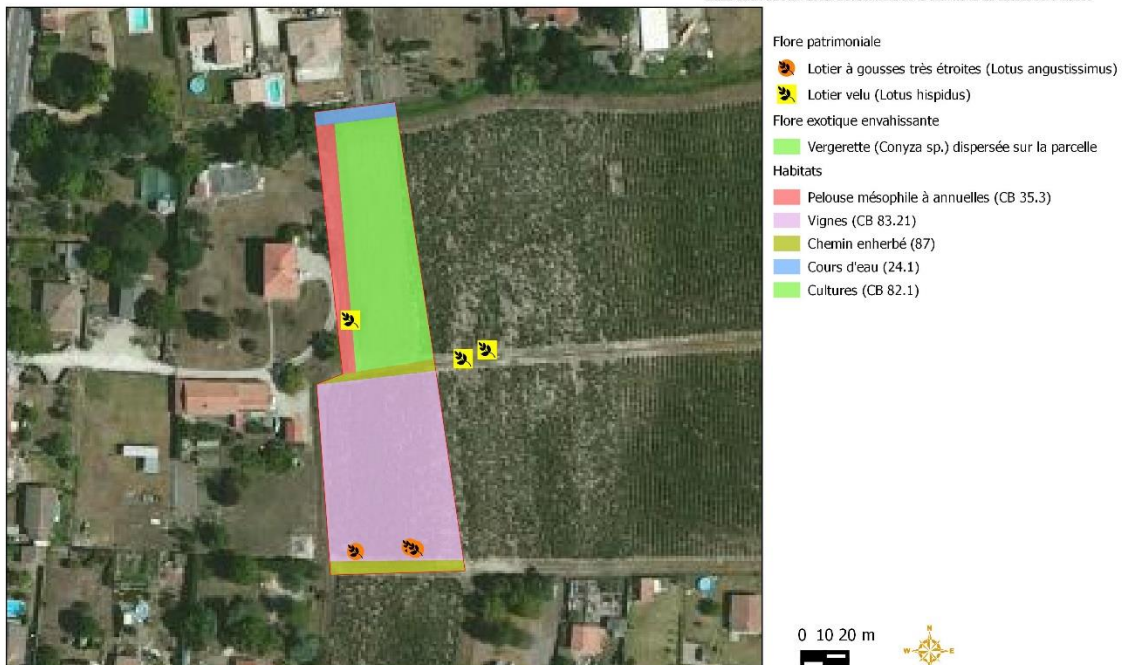 Flore patrimoniale
Lotier à gousses très étroites (Lotus angustissimus)
Lotier velu (Lotus hispidus)
Flore exotique envahissante
Vergerette (Conyza sp.) dispersée sur la parcelle
Habitats
Pelouse mésophile à annuelles (CB 35.3)
Vignes (CB 83.21)
Chemin enherbé (87)
Cours d'eau (24.1)
Cultures (CB 82.1)
0 10 20 m
N
W E
S